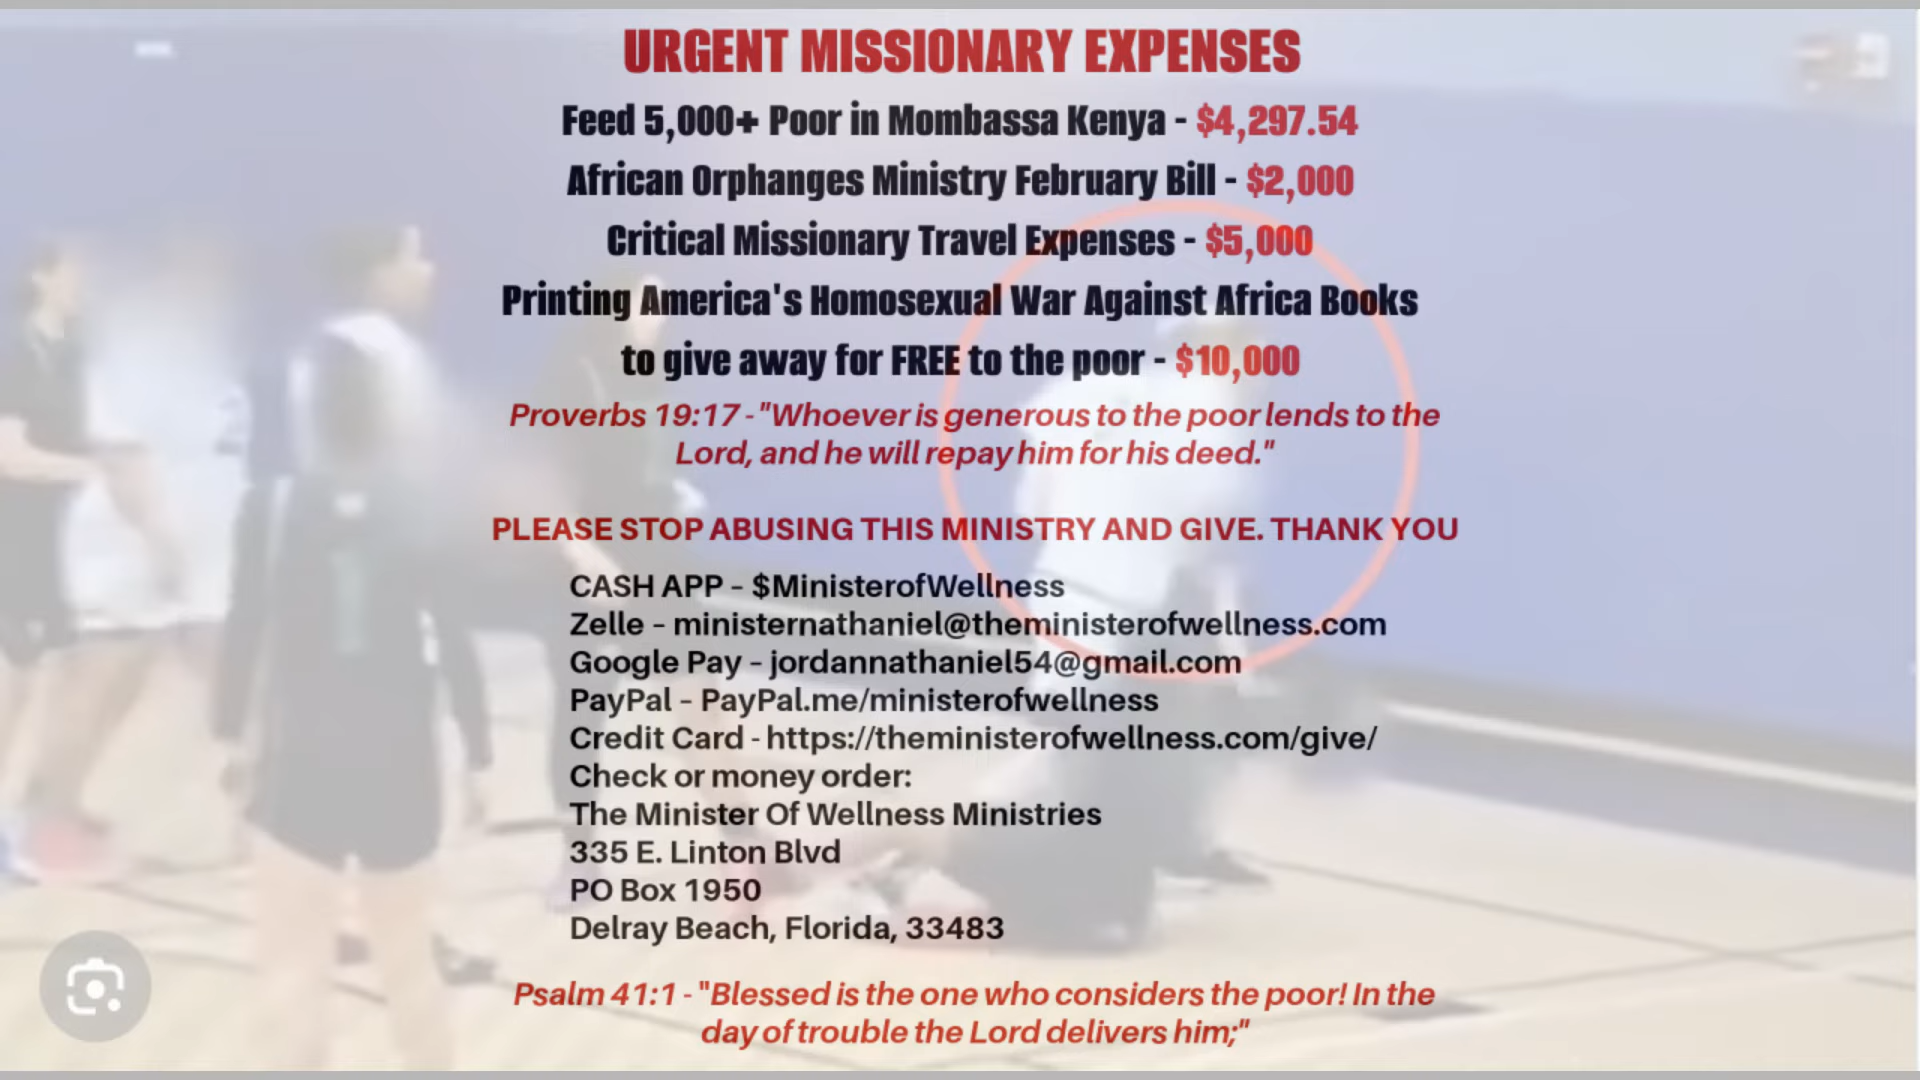 URGENT MISSIONARY EXPENSES
Feed 5,000+ Poor in Mombassa Kenya - $4,297.54
African Orphanges Ministry February Bill - $2,000
Critical Missionary Travel Expenses - $5,000
Printing America's Homosexual War Against Africa Books
to give away for FREE to the poor - $10,000
Proverbs 19:17 - "Whoever is generous to the poor lends to the
Lord, and he will repay him for his deed."
PLEASE STOP ABUSING THIS MINISTRY AND GIVE. THANK YOU
CASH APP – $MinisterofWellness
Zelle – ministernathaniel@theministerofwellness.com
Google Pay – jordannathaniel54@gmail.com
PayPal – PayPal.me/ministerofwellness
Credit Card - https://theministerofwellness.com/give/
Check or money order:
The Minister Of Wellness Ministries
335 E. Linton Blvd
PO Box 1950
Delray Beach, Florida, 33483
Psalm 41:1 - "Blessed is the one who considers the poor! In the
day of trouble the Lord delivers him;"